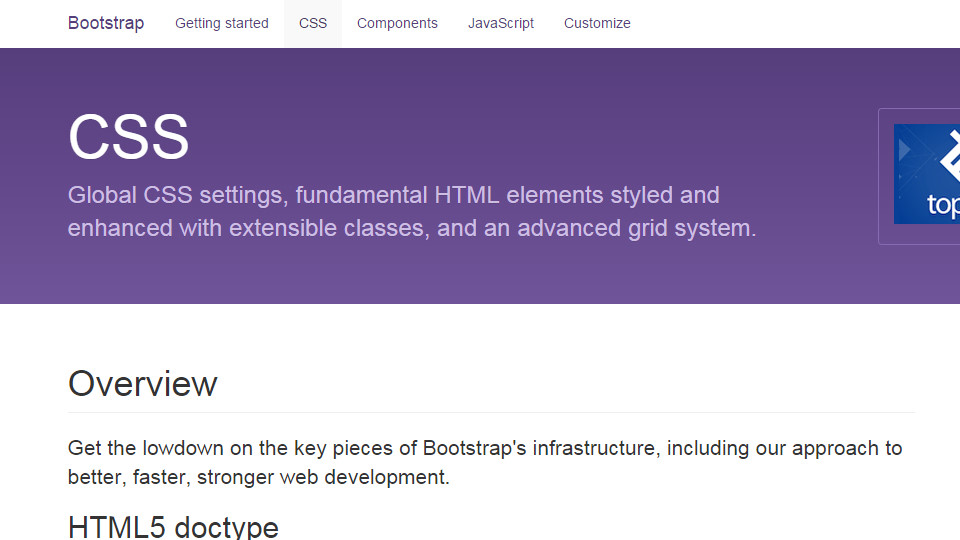 Bootstrap Getting started CSS Components JavaScript Customize
CSS
Global CSS settings, fundamental HTML elements styled and
enhanced with extensible classes, and an advanced grid system.
top
Overview
Get the lowdown on the key pieces of Bootstrap's infrastructure, including our approach to
better, faster, stronger web development.
HTML5 doctype